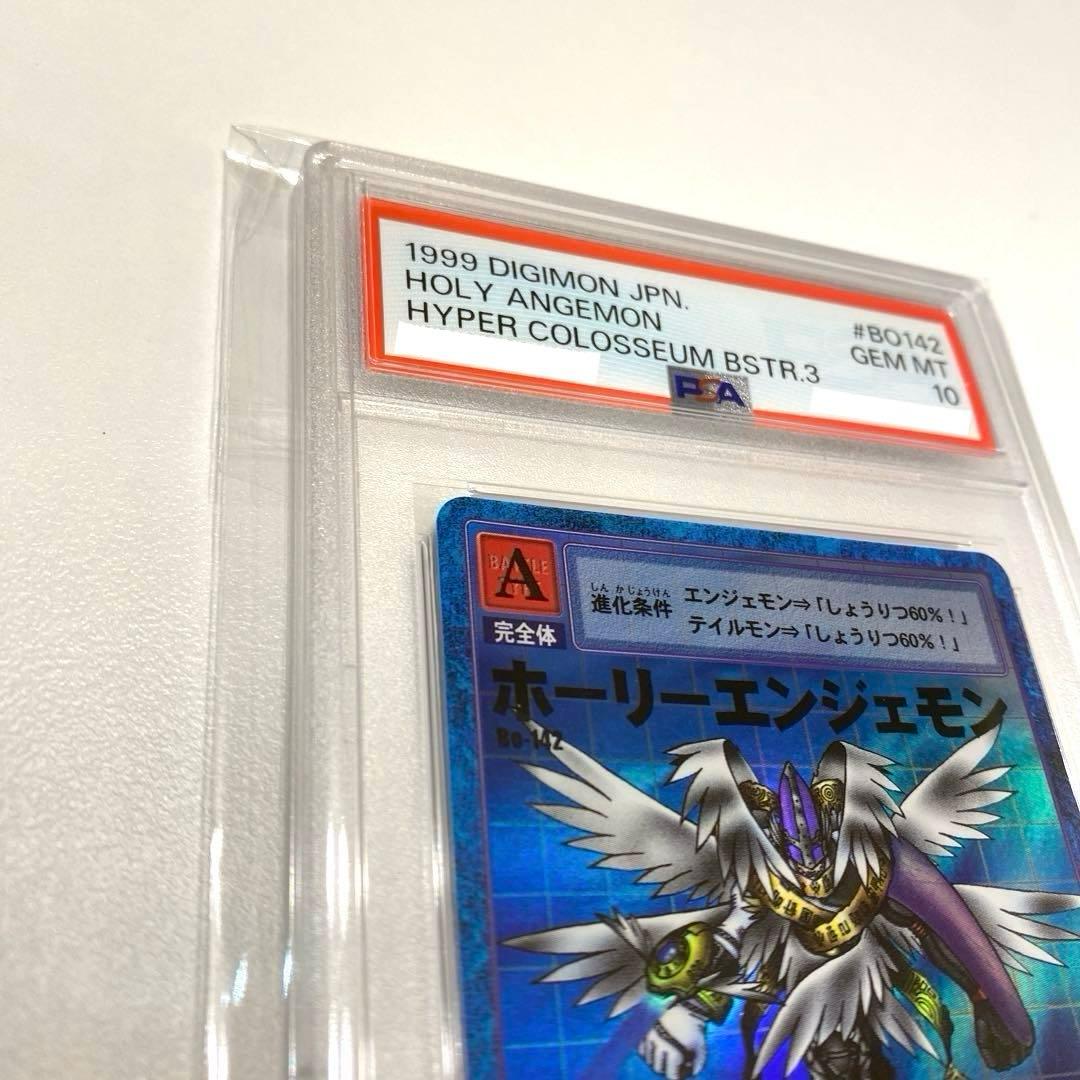 1999 DIGIMON JPN.
HOLY ANGEMON
HYPER COLOSSEUM BSTR.3
#BO142
GEM MT
10
PSA
A
完全体
しんかじょうけん
進化条件 エンジェモン⇒「しょうりつ60%!」
テイルモン⇒「しょうりつ60%!」
ホーリーエンジェモン
Bo-142